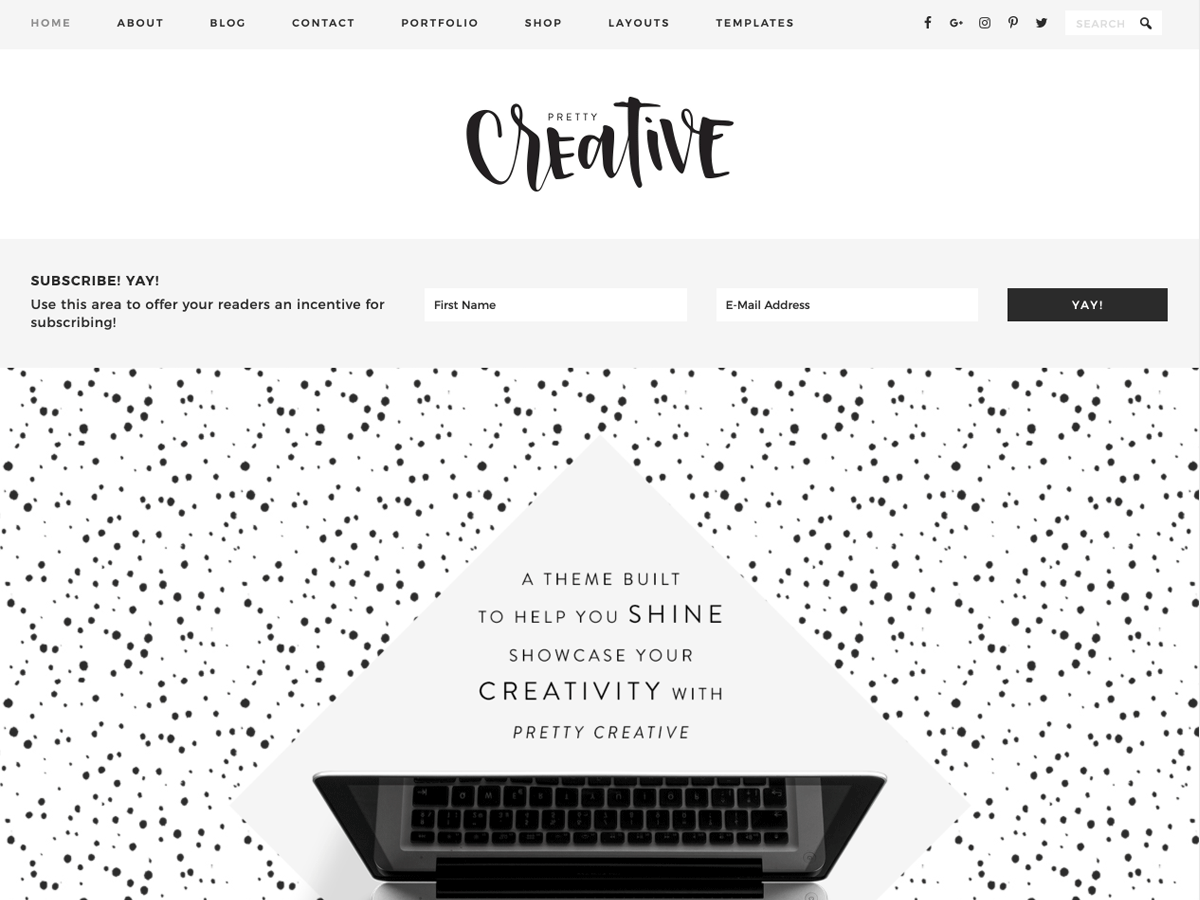 HOME ABOUT BLOG CONTACT PORTFOLIO SHOP LAYOUTS TEMPLATES SEARCH
PRETTY
CREATIVE
SUBSCRIBE! YAY!
Use this area to offer your readers an incentive for
subscribing!
First Name
E-Mail Address
YAY!
A THEME BUILT
TO HELP YOU SHINE
SHOWCASE YOUR
CREATIVITY WITH
PRETTY CREATIVE